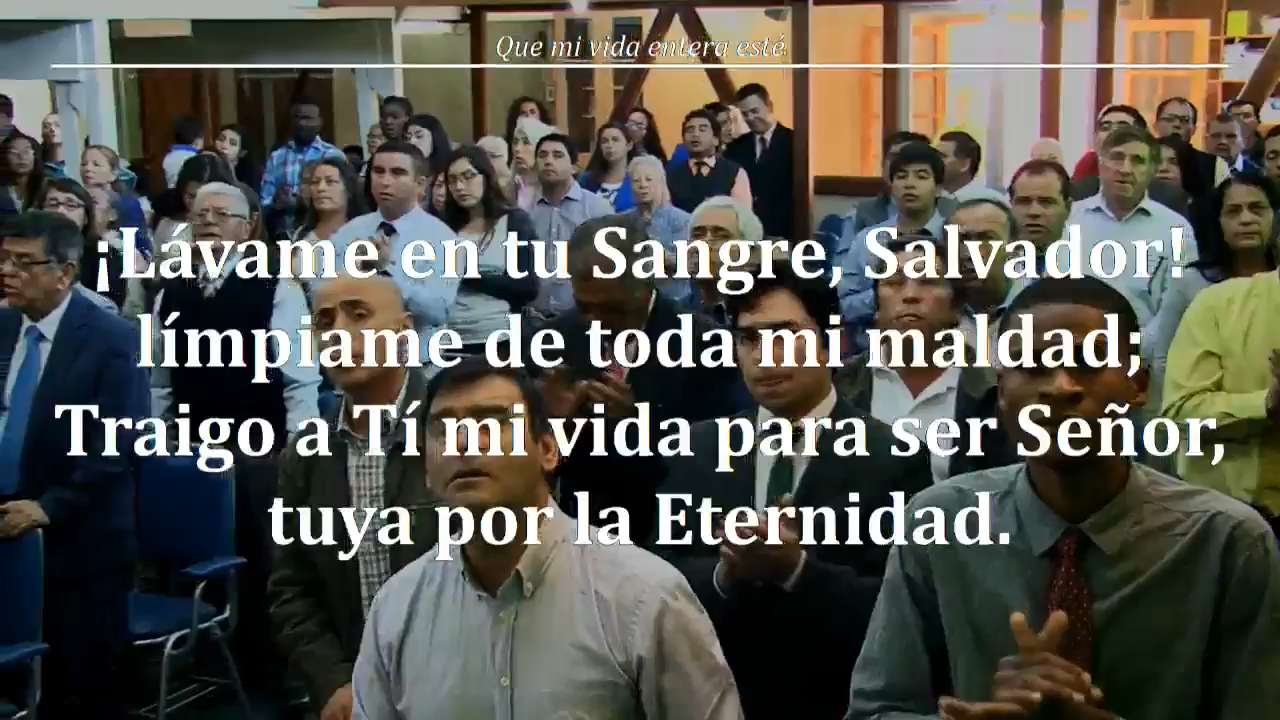 Que mi vida entera esté
¡Lávame en tu Sangre, Salvador!
límpiame de toda mi maldad;
Traigo a Tí mi vida para ser Señor,
tuya por la Eternidad.